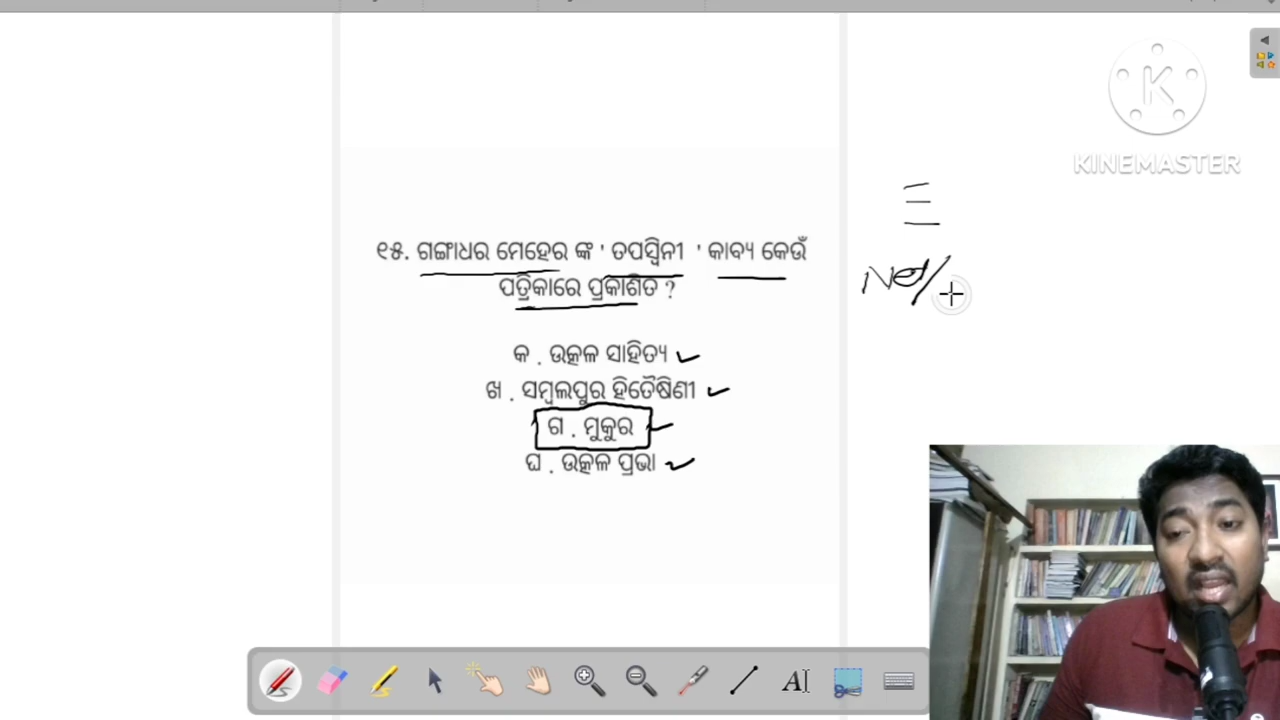 KINEMASTER
୧୫. ଗଙ୍ଗାଧର ମେହେର ଙ୍କ ' ତପସ୍ୱିନୀ ' କାବ୍ୟ କେଉଁ
ପତ୍ରିକାରେ ପ୍ରକାଶିତ ?
କ . ଉତ୍କଳ ସାହିତ୍ୟ
ଖ . ସମ୍ବଲପୁର ହିତୈଷିଣୀ
ଗ . ମୁକୁର
ଘ . ଉତ୍କଳ ପ୍ରଭା